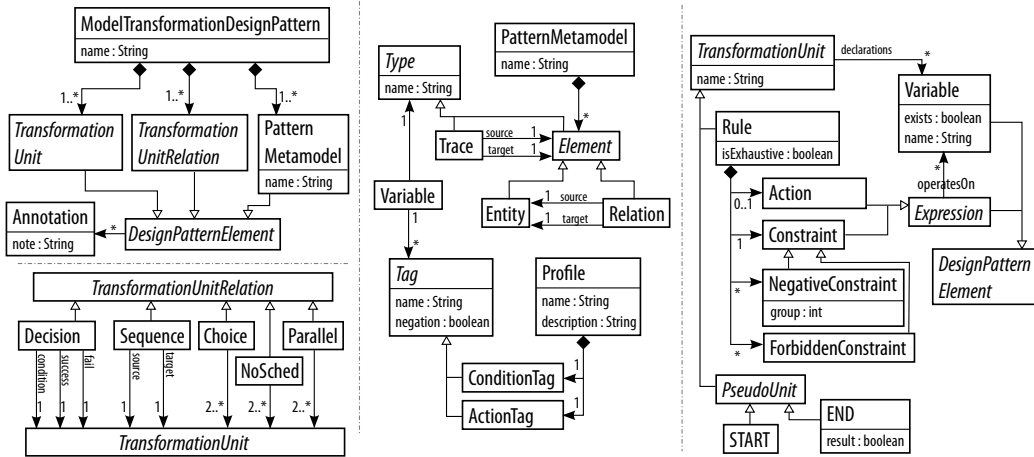 ModelTransformationDesignPattern
name : String
1..*
1..*
1..*
Transformation
Unit
Transformation
UnitRelation
Pattern
Metamodel
name : String
Annotation
note : String
*
DesignPatternElement
TransformationUnitRelation
Decision
Sequence
Choice
Parallel
NoSched
condition
success
fail
source
target
1
1
1
1
1
2..*
2..*
2..*
TransformationUnit
Type
name : String
PatternMetamodel
name : String
*
1
Trace
source
1
target
1
Element
Variable
Entity
1
source
1
target
Relation
1
*
Tag
name : String
negation : boolean
Profile
name : String
description : String
ConditionTag
1
ActionTag
1
TransformationUnit
name : String
declarations
*
Variable
exists : boolean
name : String
Rule
isExhaustive : boolean
*
operatesOn
Action
0..1
Expression
Constraint
1
NegativeConstraint
group : int
*
DesignPattern
Element
ForbiddenConstraint
*
PseudoUnit
START
END
result : boolean